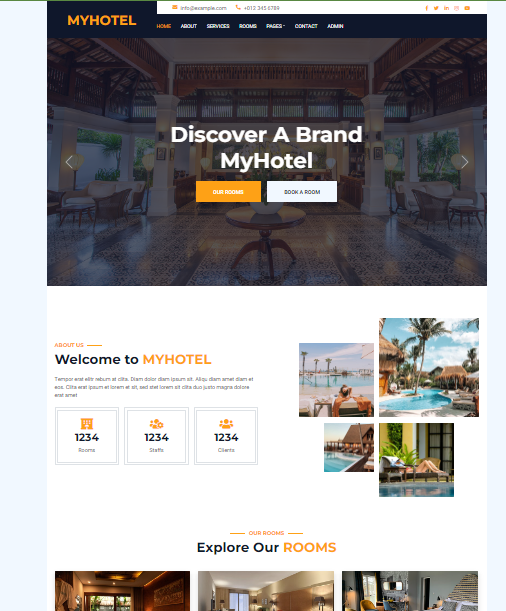 MYHOTEL
info@example.com +012 345 6789
HOME ABOUT SERVICES ROOMS PAGES CONTACT ADMIN
Discover A Brand
MyHotel
OUR ROOMS BOOK A ROOM
ABOUT US
Welcome to MYHOTEL
Tempor erat elitr rebum at clita. Diam dolor diam ipsum sit. Aliqu diam amet diam et
eos. Clita erat ipsum et lorem et sit, sed stet lorem sit clita duo justo magna dolore
erat amet
1234 1234 1234
Rooms Staffs Clients
OUR ROOMS
Explore Our ROOMS